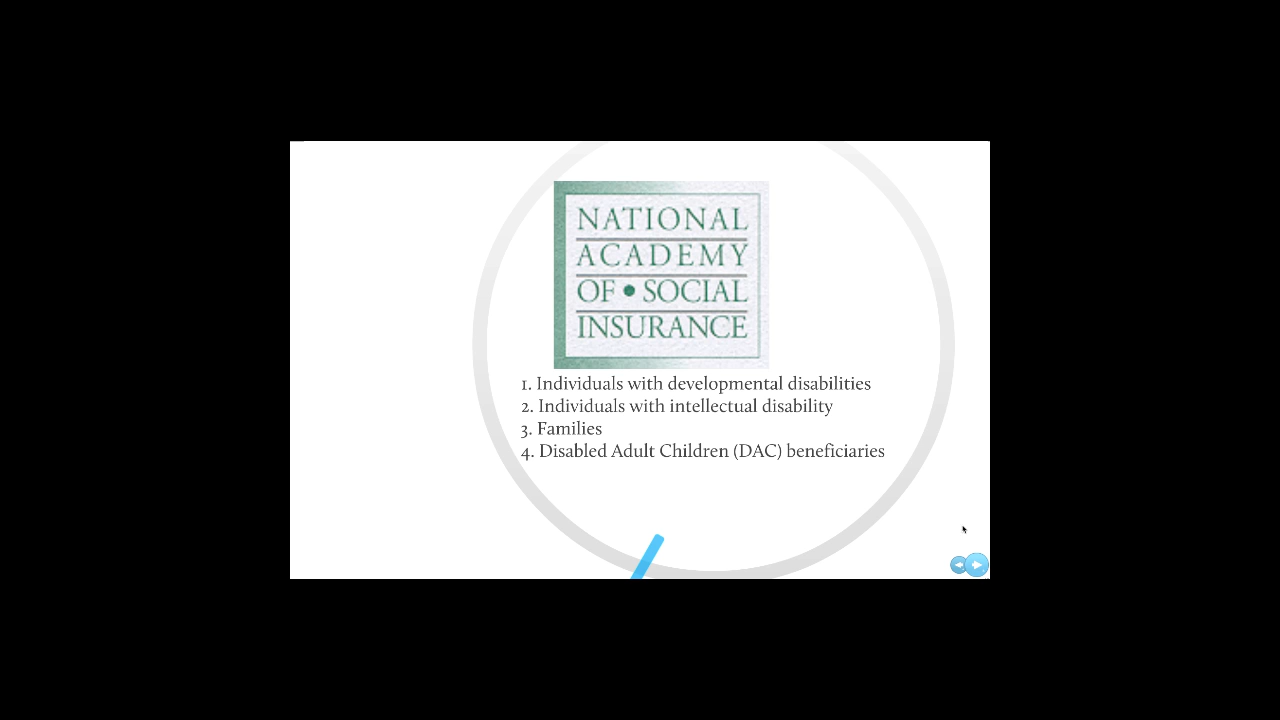 NATIONAL
ACADEMY
OF • SOCIAL
INSURANCE
1. Individuals with developmental disabilities
2. Individuals with intellectual disability
3. Families
4. Disabled Adult Children (DAC) beneficiaries